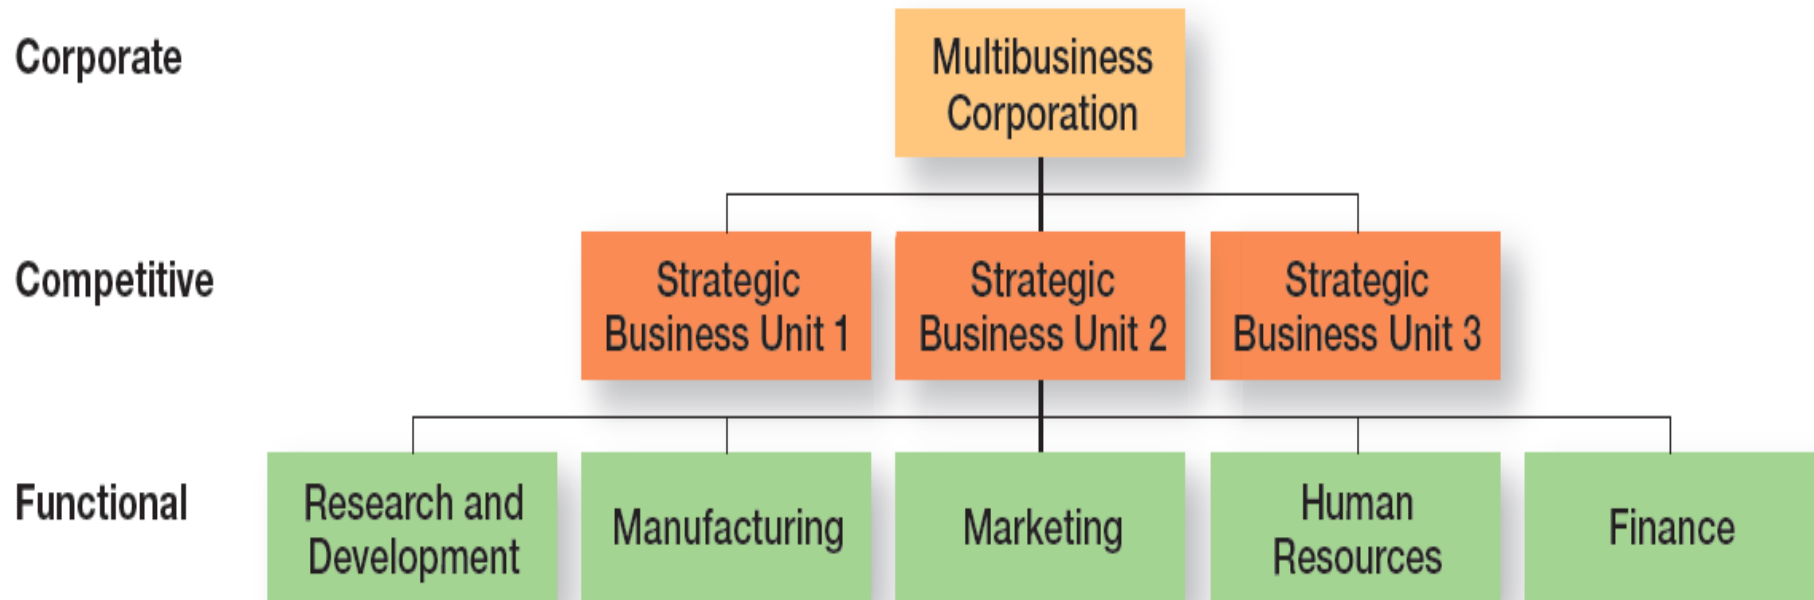 Corporate
Multibusiness
Corporation
Competitive
Strategic
Business Unit 1
Strategic
Business Unit 2
Strategic
Business Unit 3
Functional
Research and
Development
Manufacturing
Marketing
Human
Resources
Finance